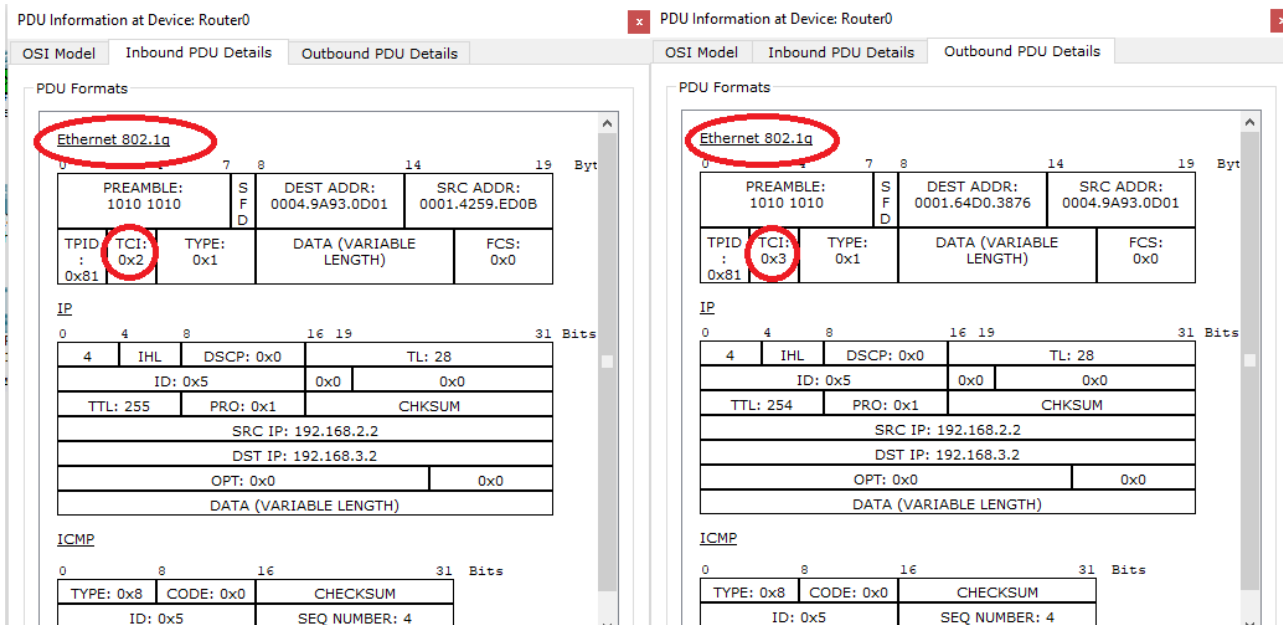 PDU Information at Device: Router0
x
OSI Model Inbound PDU Details Outbound PDU Details
PDU Formats
Ethernet 802.1q
7 8 14 19 Byt
PREAMBLE: 1010 1010
SFD
DEST ADDR: 0004.9A93.0D01
SRC ADDR: 0001.4259.ED0B
TPID: 0x81
TCI: 0x2
TYPE: 0x1
DATA (VARIABLE LENGTH)
FCS: 0x0
IP
0 4 8 16 19 31 Bits
4 IHL DSCP: 0x0 TL: 28
ID: 0x5 0x0 0x0
TTL: 255 PRO: 0x1 CHKSUM
SRC IP: 192.168.2.2
DST IP: 192.168.3.2
OPT: 0x0 0x0
DATA (VARIABLE LENGTH)
ICMP
0 8 16 31 Bits
TYPE: 0x8 CODE: 0x0 CHECKSUM
ID: 0x5 SEQ NUMBER: 4
PDU Information at Device: Router0
OSI Model Inbound PDU Details Outbound PDU Details
PDU Formats
Ethernet 802.1q
7 8 14 19 Byt
PREAMBLE: 1010 1010
SFD
DEST ADDR: 0001.64D0.3876
SRC ADDR: 0004.9A93.0D01
TPID: 0x81
TCI: 0x3
TYPE: 0x1
DATA (VARIABLE LENGTH)
FCS: 0x0
IP
0 4 8 16 19 31 Bits
4 IHL DSCP: 0x0 TL: 28
ID: 0x5 0x0 0x0
TTL: 254 PRO: 0x1 CHKSUM
SRC IP: 192.168.2.2
DST IP: 192.168.3.2
OPT: 0x0 0x0
DATA (VARIABLE LENGTH)
ICMP
0 8 16 31 Bits
TYPE: 0x8 CODE: 0x0 CHECKSUM
ID: 0x5 SEQ NUMBER: 4